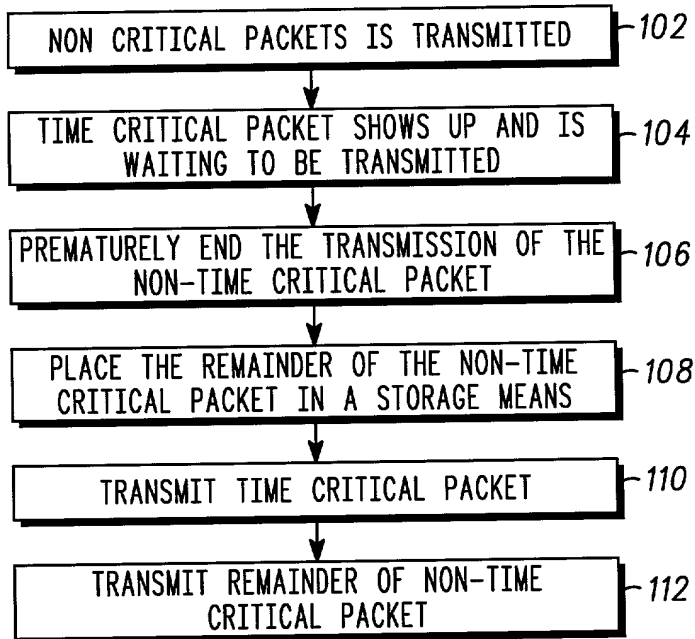 NON CRITICAL PACKETS IS TRANSMITTED
102
TIME CRITICAL PACKET SHOWS UP AND IS
WAITING TO BE TRANSMITTED
104
PREMATURELY END THE TRANSMISSION OF THE
NON-TIME CRITICAL PACKET
106
PLACE THE REMAINDER OF THE NON-TIME
CRITICAL PACKET IN A STORAGE MEANS
108
TRANSMIT TIME CRITICAL PACKET
110
TRANSMIT REMAINDER OF NON-TIME
CRITICAL PACKET
112